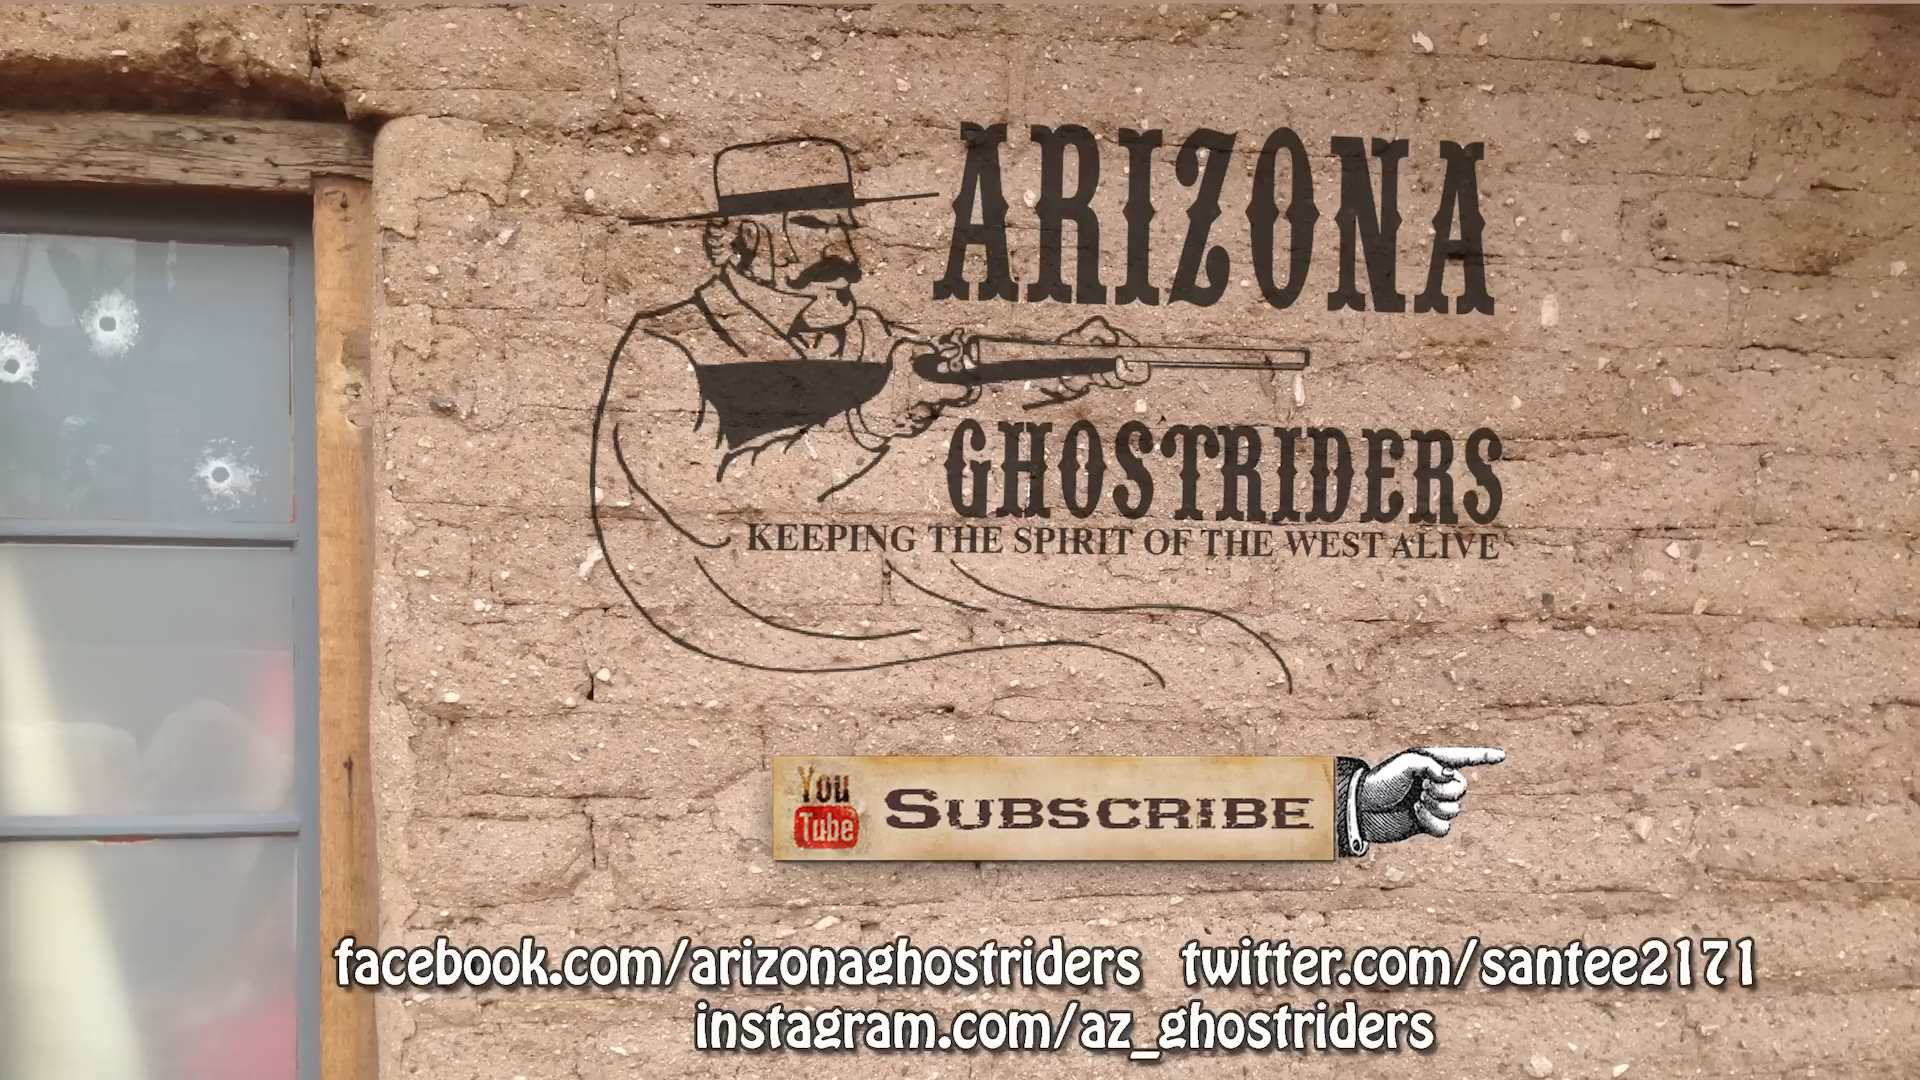 ARIZONA
GHOSTRIDERS
KEEPING THE SPIRIT OF THE WEST ALIVE
You
Tube
SUBSCRIBE
facebook.com/arizonaghostriders twitter.com/santee2171
instagram.com/az_ghostriders